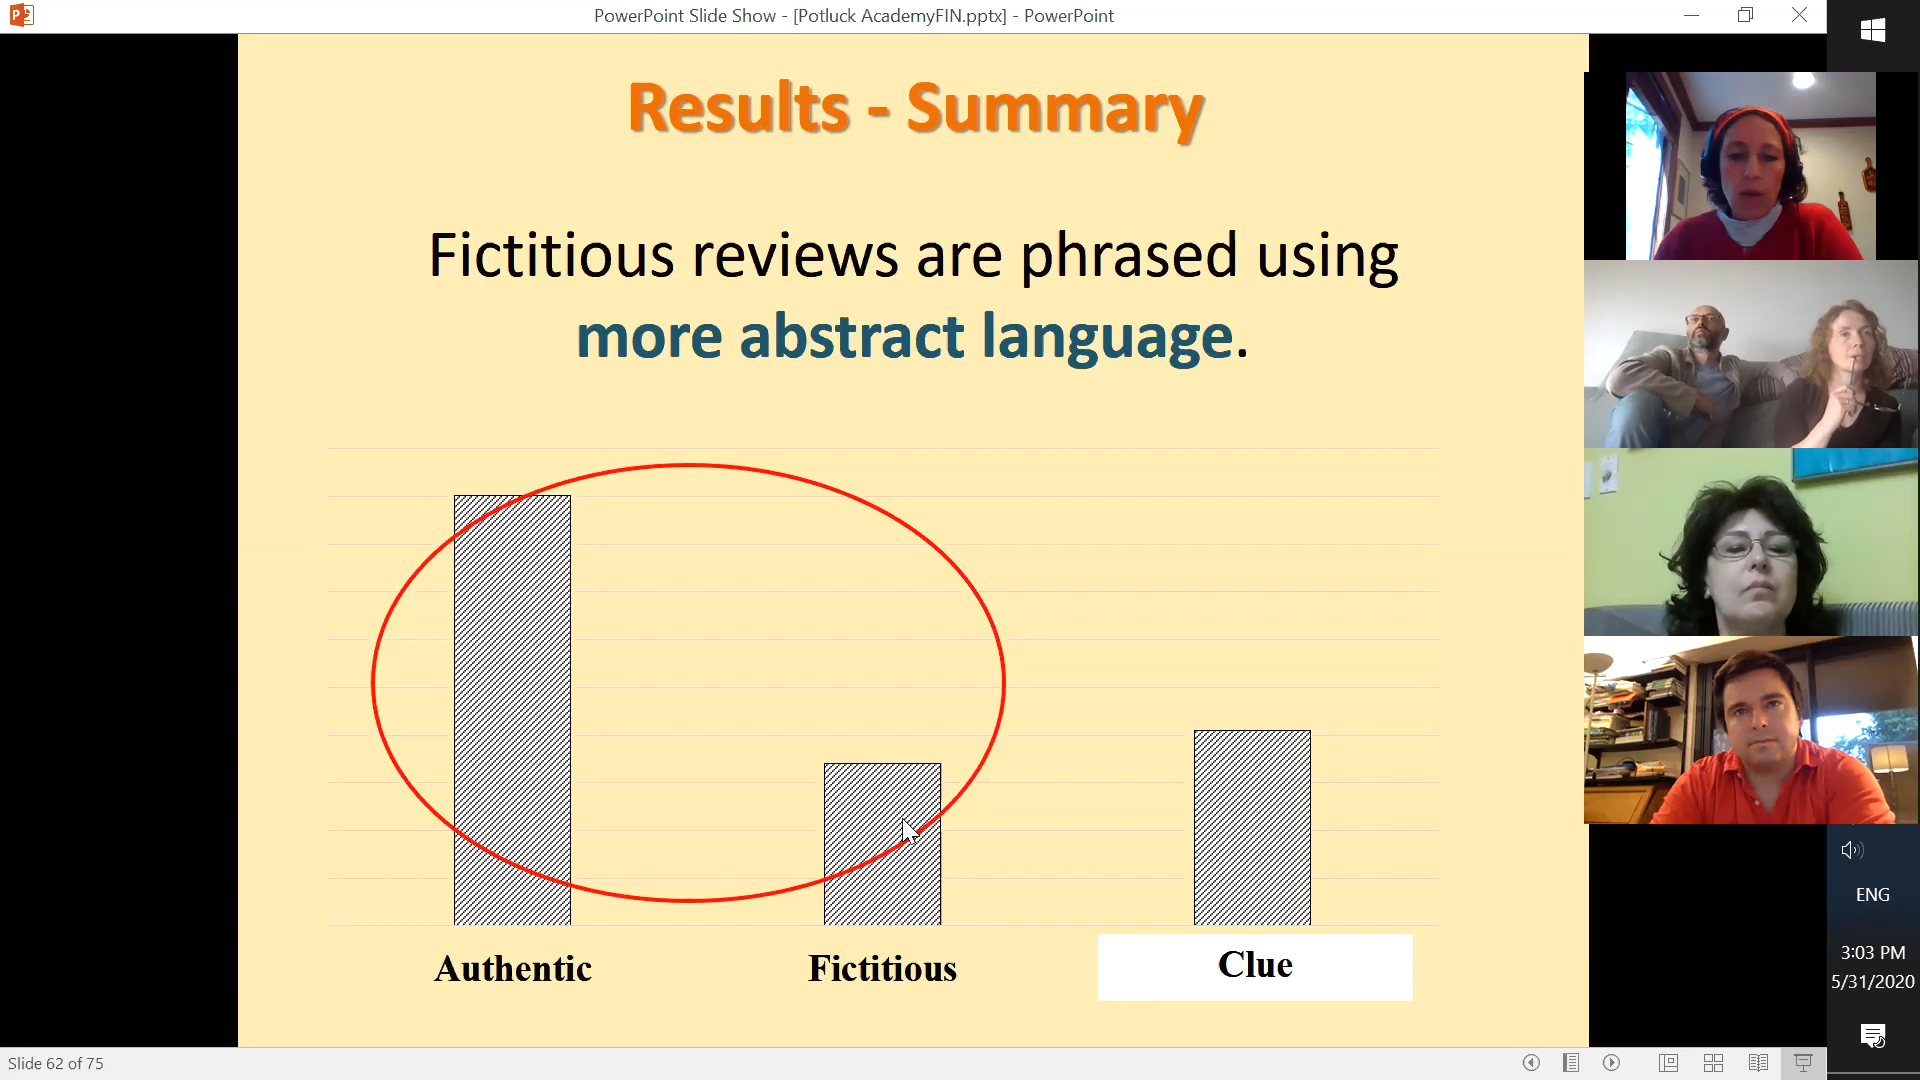 PowerPoint Slide Show - [Potluck AcademyFIN.pptx] - PowerPoint
Results - Summary
Fictitious reviews are phrased using
more abstract language.
Authentic
Fictitious
Clue
ENG
3:03 PM
5/31/2020
Slide 62 of 75